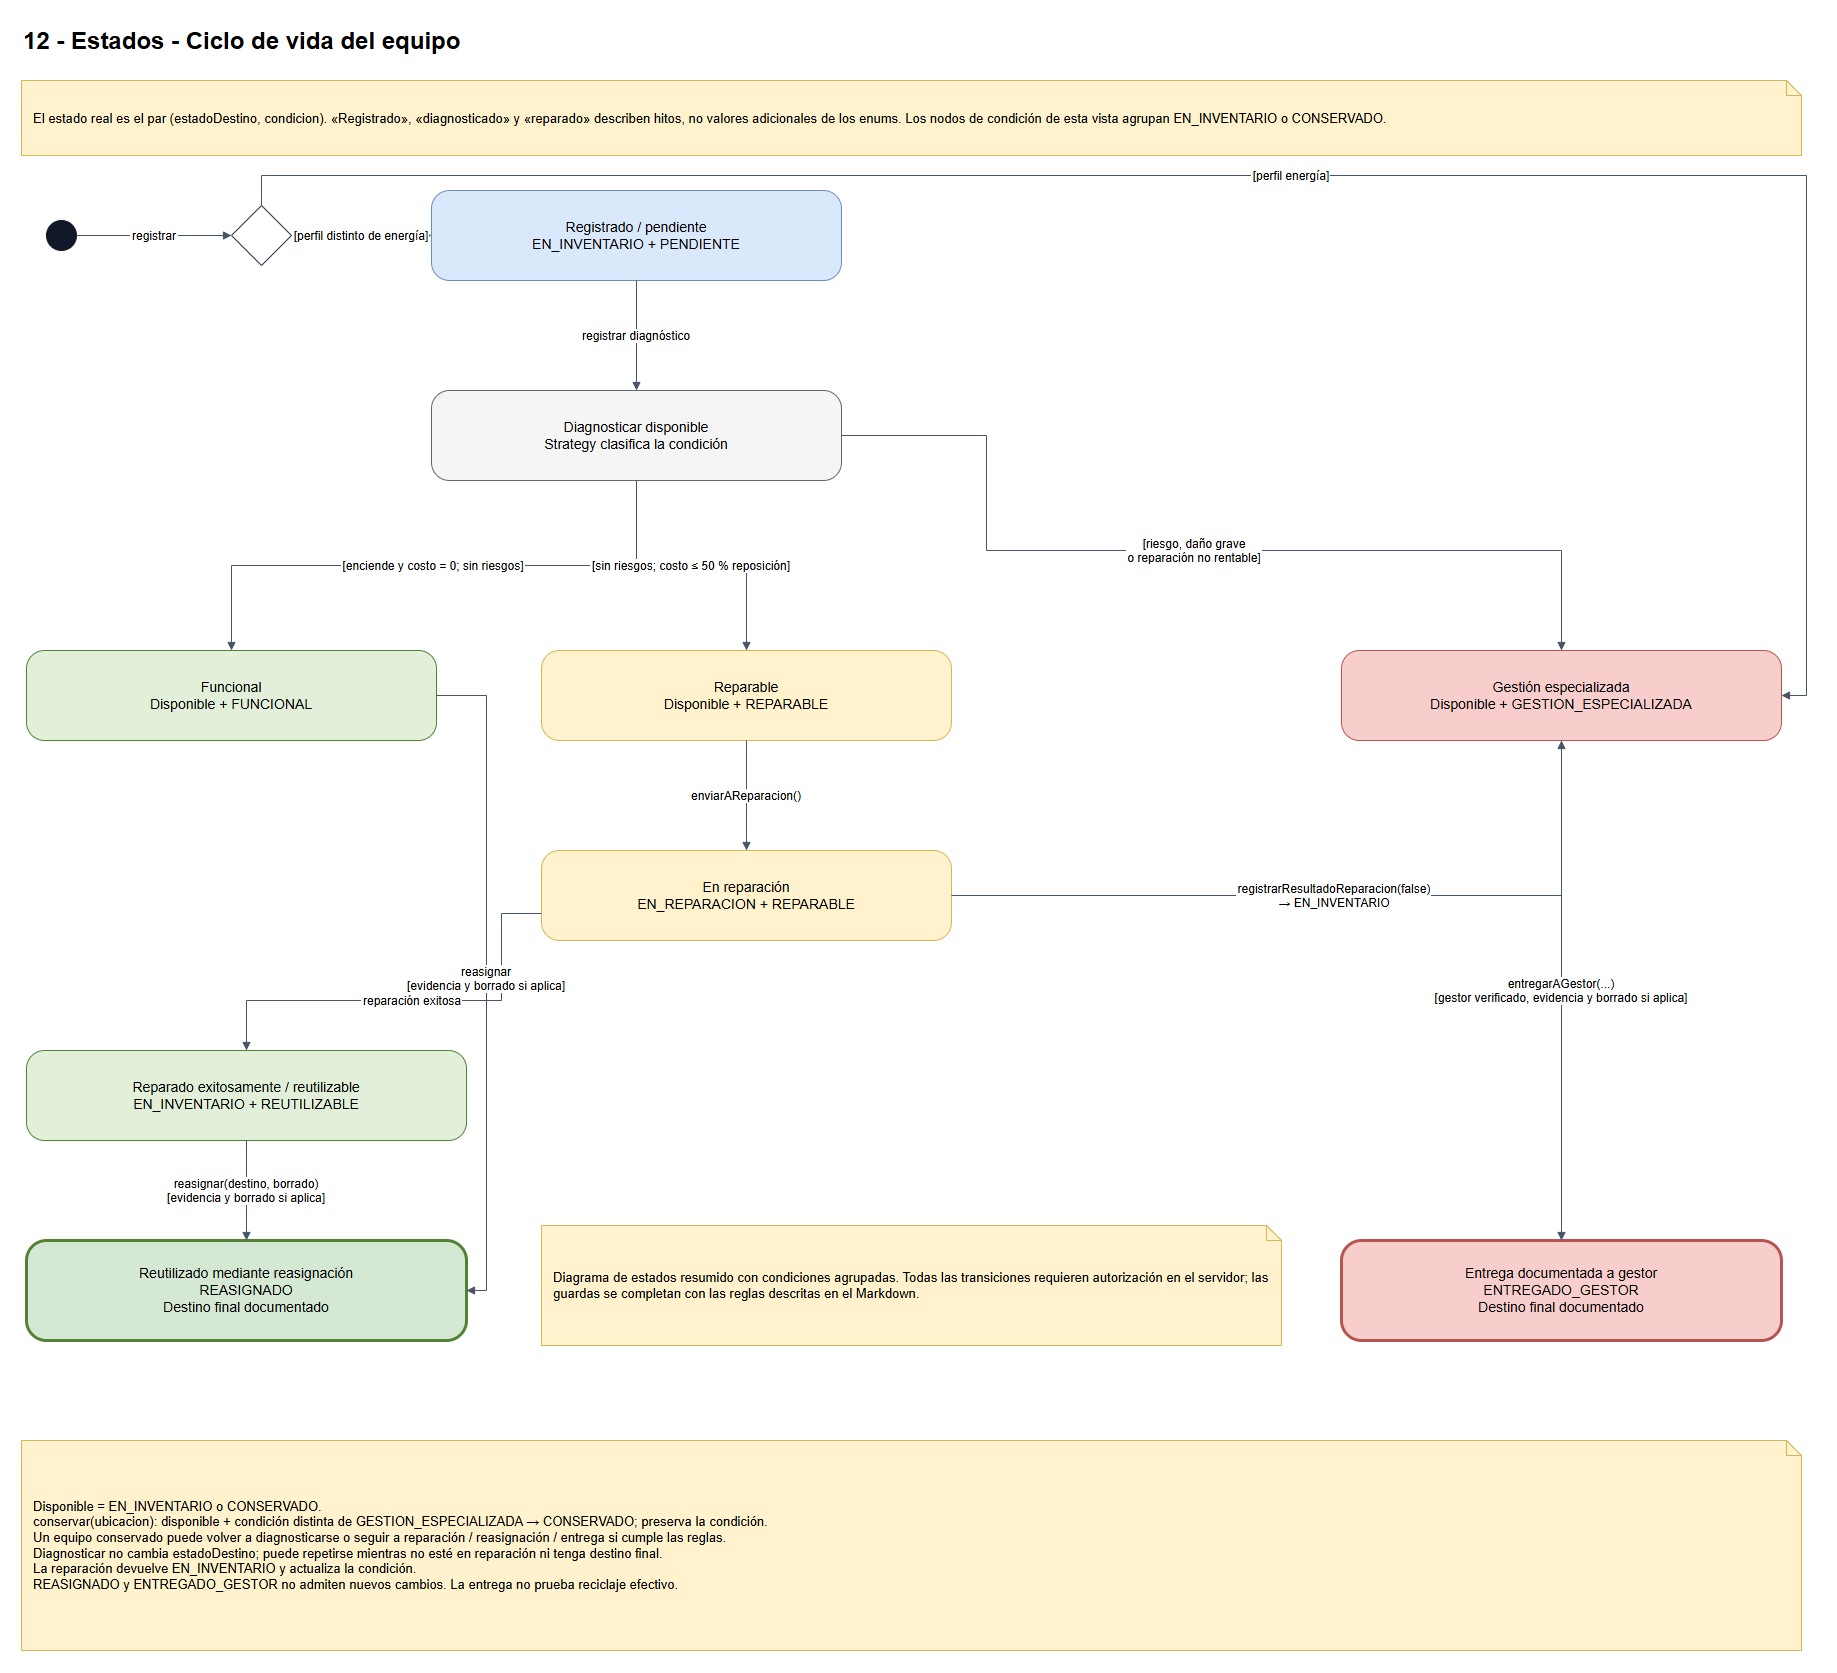 12 - Estados - Ciclo de vida del equipo
El estado real es el par (estadoDestino, condicion). «Registrado», «diagnosticado» y «reparado» describen hitos, no valores adicionales de los enums. Los nodos de condición de esta vista agrupan EN_INVENTARIO o CONSERVADO.
[perfil energía]
registrar
[perfil distinto de energía]
Registrado / pendiente
EN_INVENTARIO + PENDIENTE
registrar diagnóstico
Diagnosticar disponible
Strategy clasifica la condición
[riesgo, daño grave
o reparación no rentable]
[enciende y costo = 0; sin riesgos]
[sin riesgos; costo ≤ 50 % reposición]
Funcional
Disponible + FUNCIONAL
Reparable
Disponible + REPARABLE
Gestión especializada
Disponible + GESTION_ESPECIALIZADA
enviarAReparacion()
En reparación
EN_REPARACION + REPARABLE
registrarResultadoReparacion(false)
→ EN_INVENTARIO
reasignar
[evidencia y borrado si aplica]
reparación exitosa
entregarAGestor(...)
[gestor verificado, evidencia y borrado si aplica]
Reparado exitosamente / reutilizable
EN_INVENTARIO + REUTILIZABLE
reasignar(destino, borrado)
[evidencia y borrado si aplica]
Reutilizado mediante reasignación
REASIGNADO
Destino final documentado
Diagrama de estados resumido con condiciones agrupadas. Todas las transiciones requieren autorización en el servidor; las
guardas se completan con las reglas descritas en el Markdown.
Entrega documentada a gestor
ENTREGADO_GESTOR
Destino final documentado
Disponible = EN_INVENTARIO o CONSERVADO.
conservar(ubicacion): disponible + condición distinta de GESTION_ESPECIALIZADA → CONSERVADO; preserva la condición.
Un equipo conservado puede volver a diagnosticarse o seguir a reparación / reasignación / entrega si cumple las reglas.
Diagnosticar no cambia estadoDestino; puede repetirse mientras no esté en reparación ni tenga destino final.
La reparación devuelve EN_INVENTARIO y actualiza la condición.
REASIGNADO y ENTREGADO_GESTOR no admiten nuevos cambios. La entrega no prueba reciclaje efectivo.